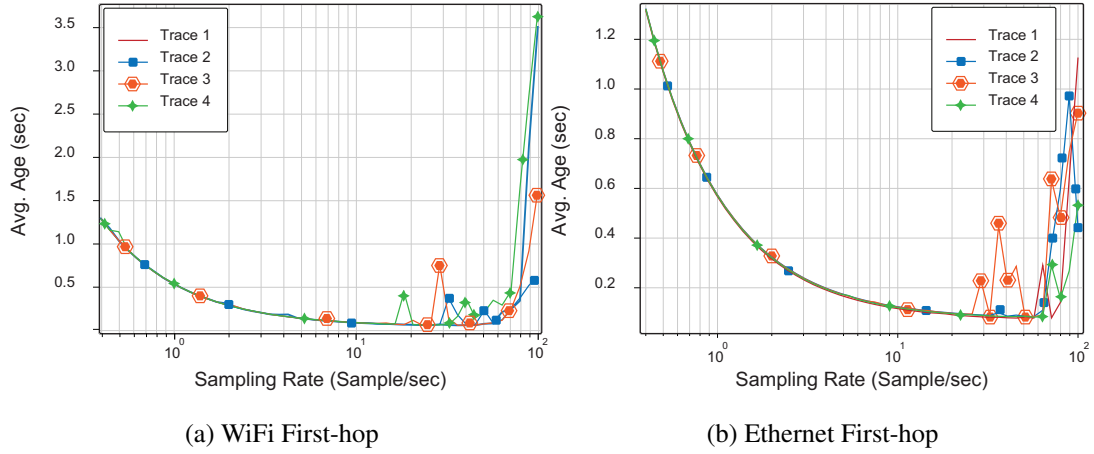 3.5
3.0
2.5
2.0
1.5
1.0
0.5
Avg. Age (sec)
Trace 1
Trace 2
Trace 3
Trace 4
10^0
10^1
10^2
Sampling Rate (Sample/sec)
(a) WiFi First-hop
1.2
1.0
0.8
0.6
0.4
0.2
Avg. Age (sec)
Trace 1
Trace 2
Trace 3
Trace 4
10^0
10^1
10^2
Sampling Rate (Sample/sec)
(b) Ethernet First-hop